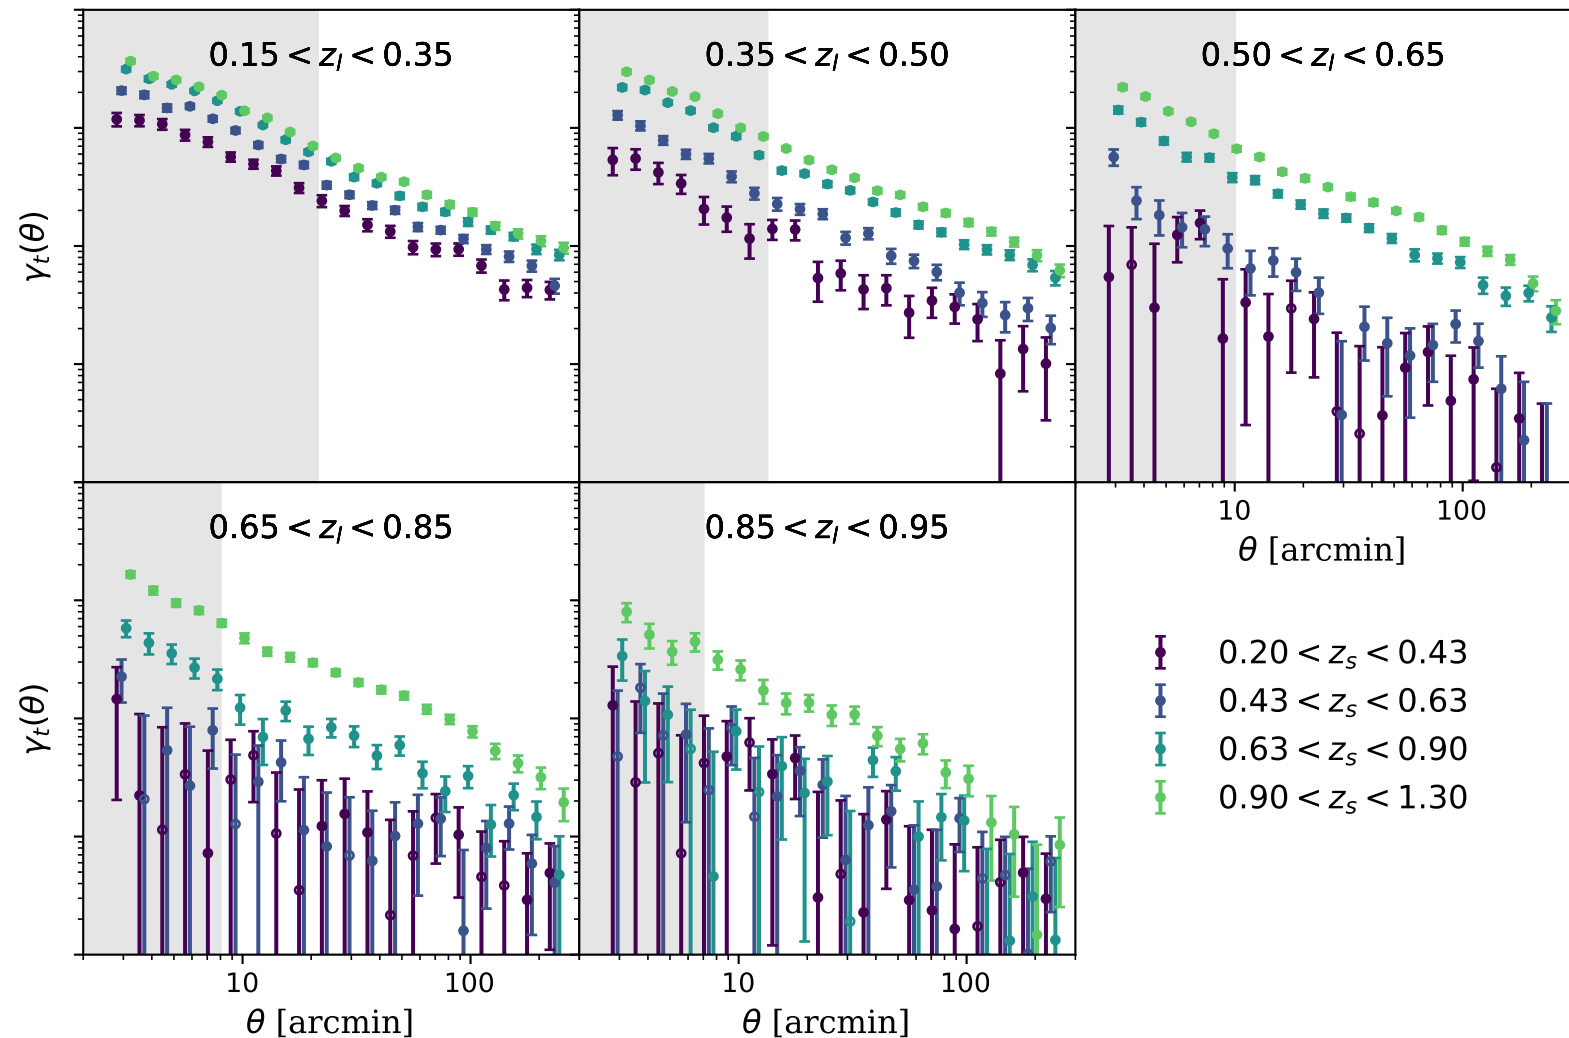 0.15 < z_l < 0.35
0.35 < z_l < 0.50
0.50 < z_l < 0.65
γ_t(θ)
10 100
θ [arcmin]
0.65 < z_l < 0.85
0.85 < z_l < 0.95
γ_t(θ)
0.20 < z_s < 0.43
0.43 < z_s < 0.63
0.63 < z_s < 0.90
0.90 < z_s < 1.30
10 100
10 100
θ [arcmin]
θ [arcmin]